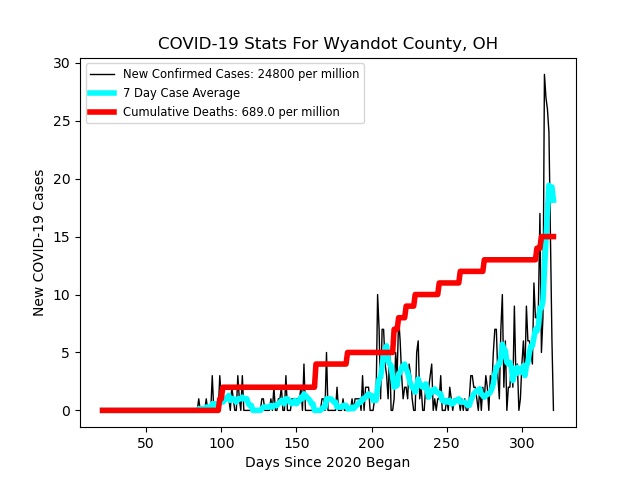 COVID-19 Stats For Wyandot County, OH
New Confirmed Cases: 24800 per million
7 Day Case Average
Cumulative Deaths: 689.0 per million
30
25
20
15
10
5
0
New COVID-19 Cases
50 100 150 200 250 300
Days Since 2020 Began